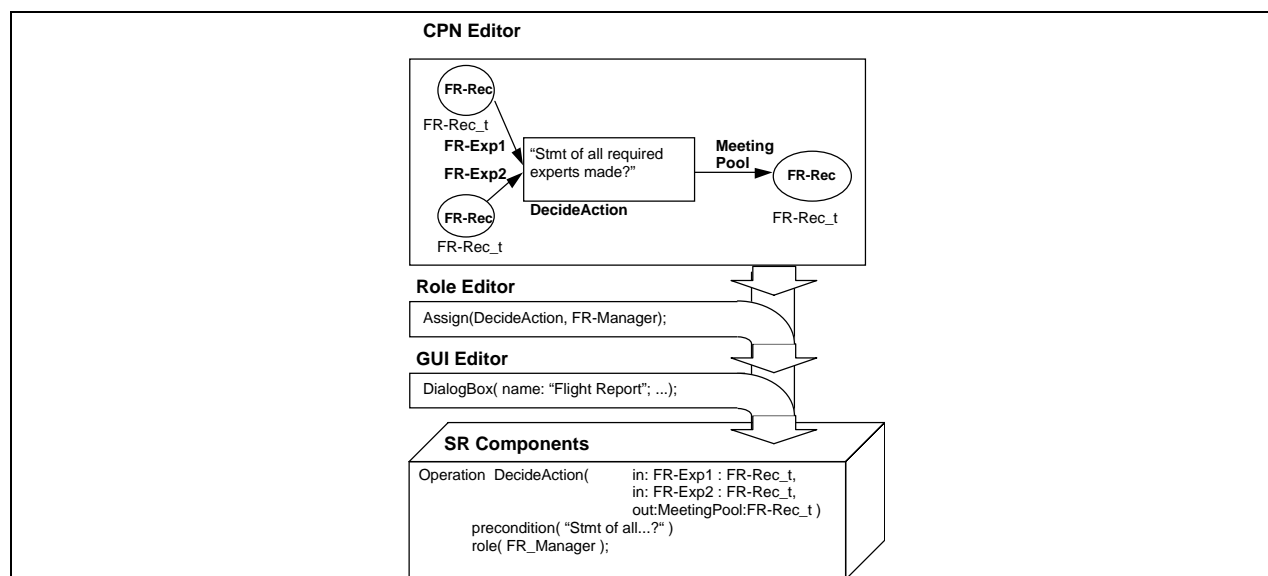 CPN Editor
FR-Rec
FR-Rec_t
FR-Exp1
FR-Exp2
FR-Rec
FR-Rec_t
“Stmt of all required
experts made?”
DecideAction
Meeting
Pool
FR-Rec
FR-Rec_t
Role Editor
Assign(DecideAction, FR-Manager);
GUI Editor
DialogBox( name: “Flight Report”; ...);
SR Components
Operation DecideAction( in: FR-Exp1 : FR-Rec_t,
in: FR-Exp2 : FR-Rec_t,
out:MeetingPool:FR-Rec_t )
precondition( “Stmt of all...?“ )
role( FR_Manager );